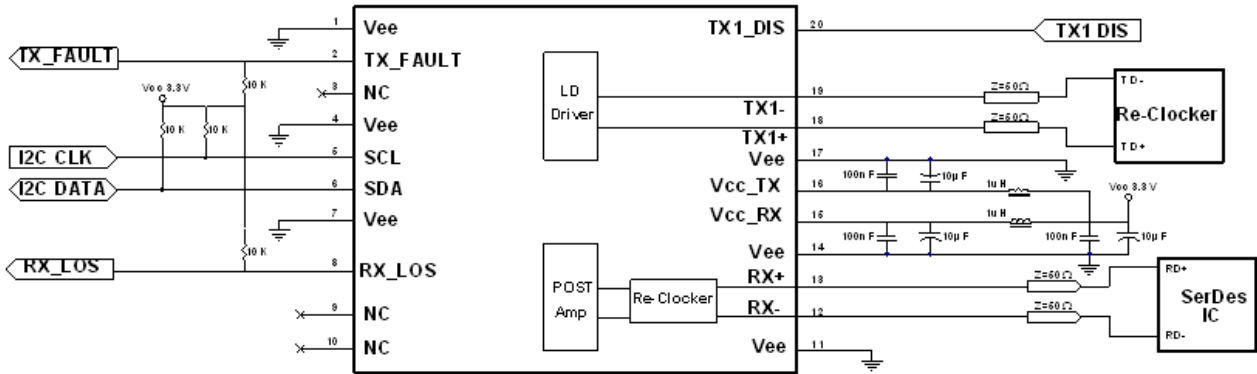 1 Vee
TX_FAULT 2 TX_FAULT
10 K
Vcc 3.3V
3 NC
10 K 10 K
4 Vee
I2C CLK 5 SCL
I2C DATA 6 SDA
7 Vee
10 K
RX_LOS 8 RX_LOS
9 NC
10 NC
LD
Driver
POST
Amp
Re-Clocker
TX1_DIS 20 TX1 DIS
TX1- 19 Z=50Ω TD-
TX1+ 18 Z=50Ω TD+
Re-Clocker
Vee 17
100n F 10µ F
Vcc_TX 16 1u H
Vcc 3.3V
Vcc_RX 15 1u H
100n F 10µ F 100n F 10µ F
Vee 14
RX+ 13 Z=50Ω RD+
RX- 12 Z=50Ω RD-
SerDes
IC
Vee 11